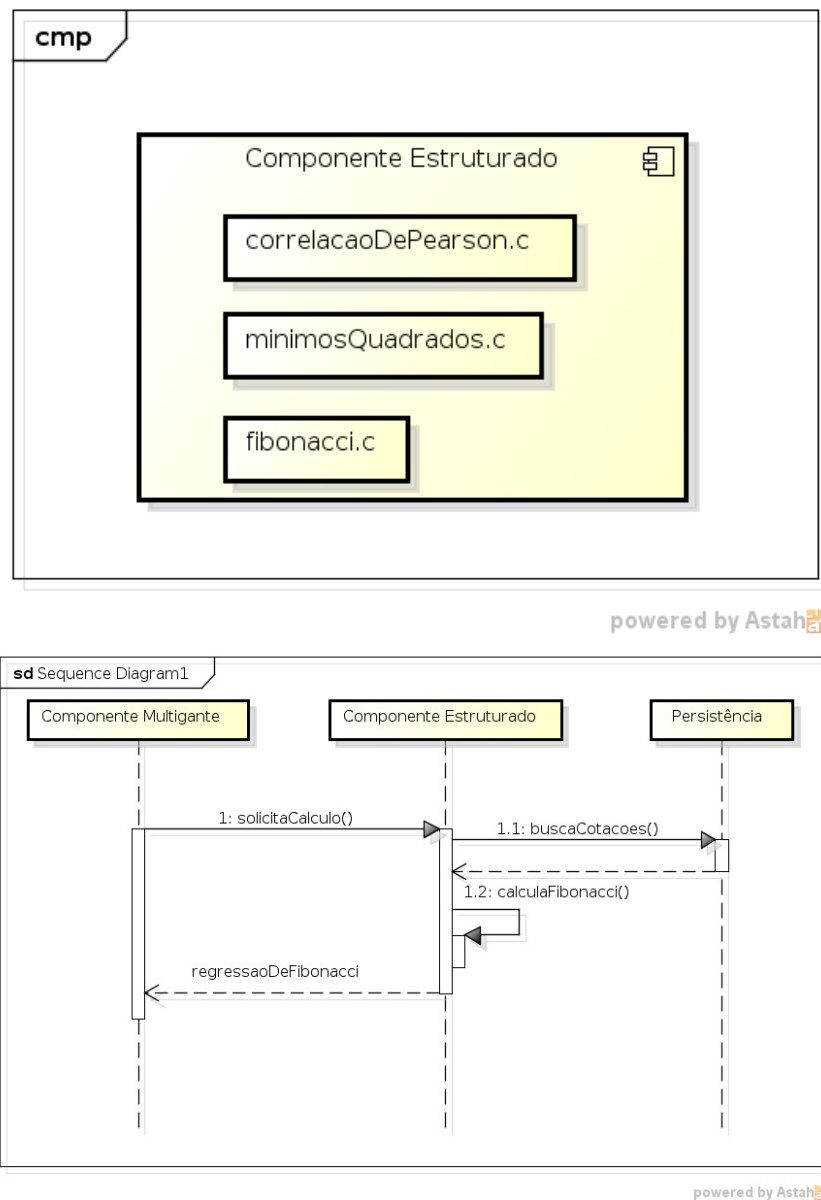 cmp
Componente Estruturado
correlacaoDePearson.c
minimosQuadrados.c
fibonacci.c
powered by Astah
sd Sequence Diagram1
Componente Multigante
Componente Estruturado
Persistência
1: solicitaCalculo()
1.1: buscaCotacoes()
1.2: calculaFibonacci()
regressaoDeFibonacci
powered by Astah